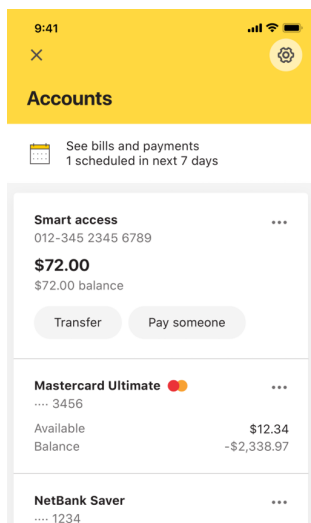 9:41
Accounts
See bills and payments
1 scheduled in next 7 days
Smart access
012-345 2345 6789
$72.00
$72.00 balance
Transfer Pay someone
Mastercard Ultimate
···· 3456
Available $12.34
Balance -$2,338.97
NetBank Saver
···· 1234